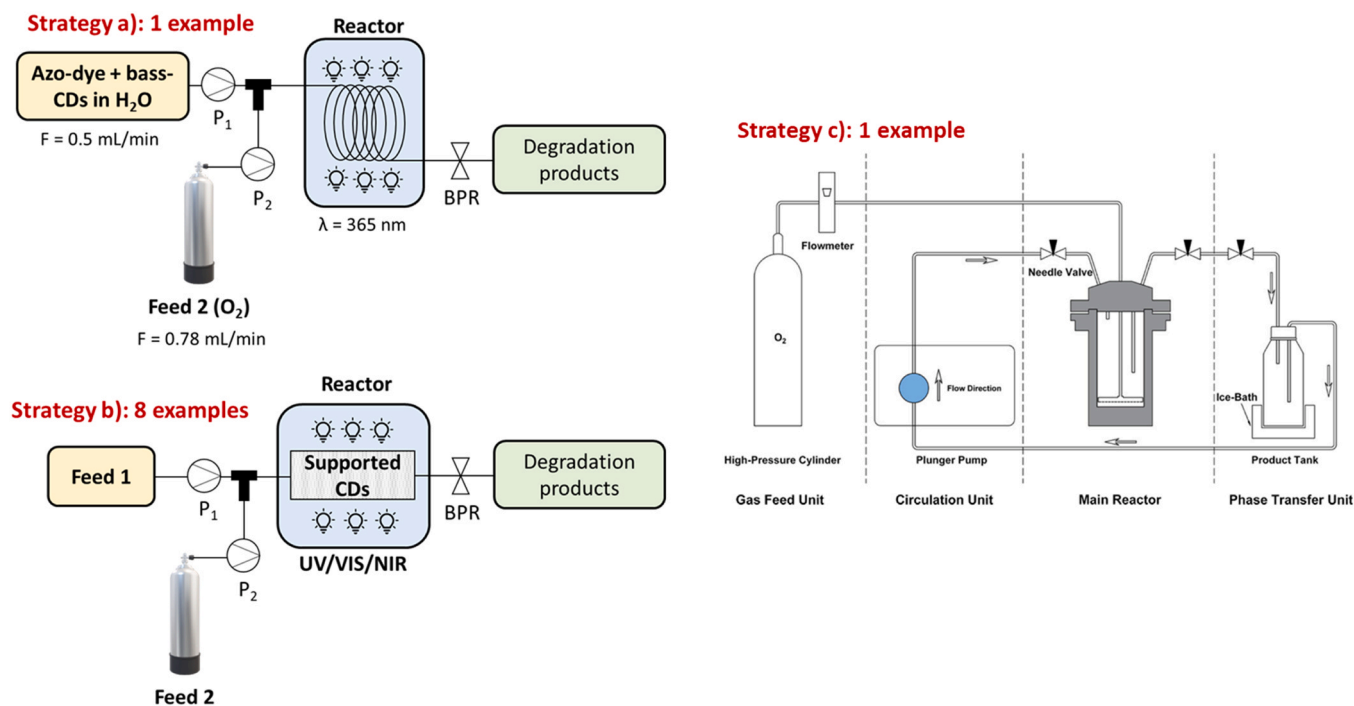 Strategy a): 1 example
Reactor
Azo-dye + bass-
CDs in H₂O
P₁
F = 0.5 mL/min
P₂
BPR
Degradation
products
λ = 365 nm
Feed 2 (O₂)
F = 0.78 mL/min
Strategy b): 8 examples
Reactor
Feed 1
P₁
Supported
CDs
BPR
Degradation
products
P₂
UV/VIS/NIR
Feed 2
Strategy c): 1 example
Flowmeter
Needle Valve
O₂
Flow Direction
Ice-Bath
High-Pressure Cylinder
Plunger Pump
Product Tank
Gas Feed Unit
Circulation Unit
Main Reactor
Phase Transfer Unit